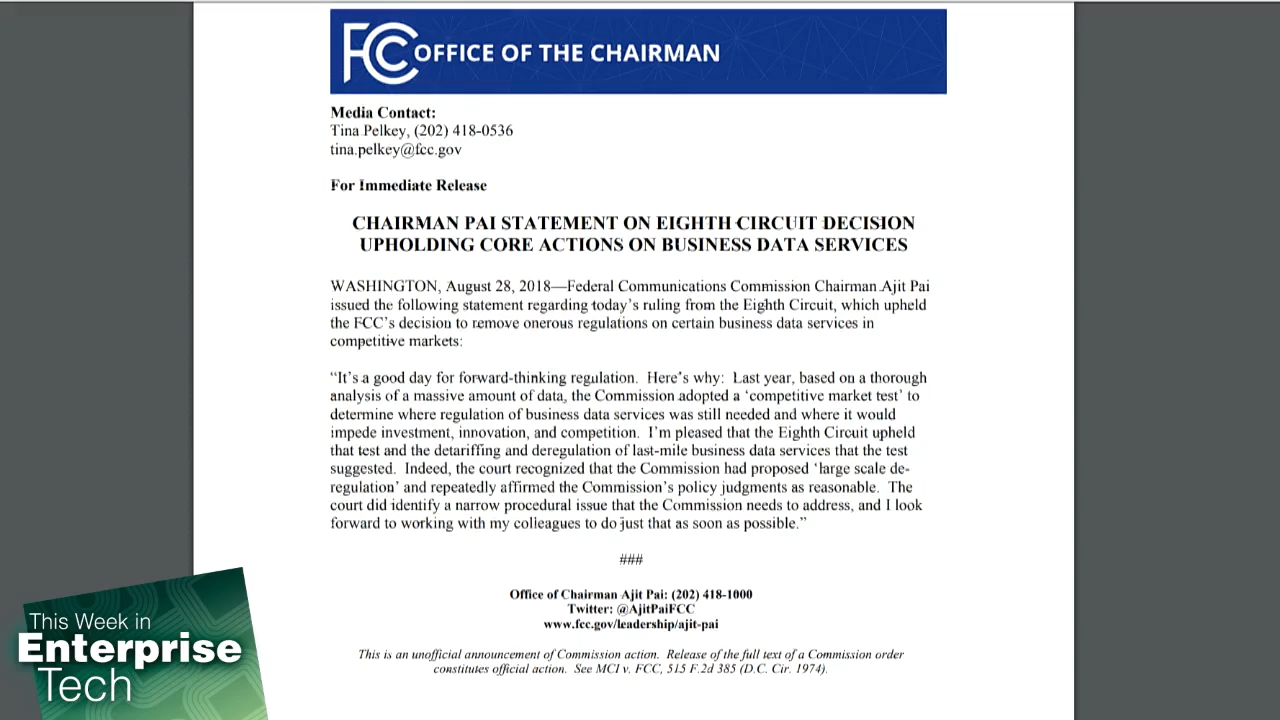 FCC OFFICE OF THE CHAIRMAN
Media Contact:
Tina Pelkey, (202) 418-0536
tina.pelkey@fcc.gov
For Immediate Release
CHAIRMAN PAI STATEMENT ON EIGHTH CIRCUIT DECISION
UPHOLDING CORE ACTIONS ON BUSINESS DATA SERVICES
WASHINGTON, August 28, 2018—Federal Communications Commission Chairman Ajit Pai
issued the following statement regarding today's ruling from the Eighth Circuit, which upheld
the FCC's decision to remove onerous regulations on certain business data services in
competitive markets:
“It's a good day for forward-thinking regulation.  Here's why:  Last year, based on a thorough
analysis of a massive amount of data, the Commission adopted a ‘competitive market test’ to
determine where regulation of business data services was still needed and where it would
impede investment, innovation, and competition.  I'm pleased that the Eighth Circuit upheld
that test and the detariffing and deregulation of last-mile business data services that the test
suggested.  Indeed, the court recognized that the Commission had proposed ‘large scale de-
regulation’ and repeatedly affirmed the Commission's policy judgments as reasonable.  The
court did identify a narrow procedural issue that the Commission needs to address, and I look
forward to working with my colleagues to do just that as soon as possible.”
###
Office of Chairman Ajit Pai: (202) 418-1000
Twitter: @AjitPaiFCC
www.fcc.gov/leadership/ajit-pai
This is an unofficial announcement of Commission action.  Release of the full text of a Commission order
constitutes official action.  See MCI v. FCC, 515 F.2d 385 (D.C. Cir. 1974).
This Week in
Enterprise
Tech